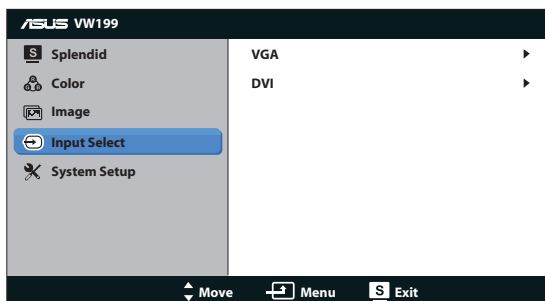 ASUS VW199
S Splendid
Color
Image
Input Select
System Setup
VGA
DVI
Move Menu S Exit